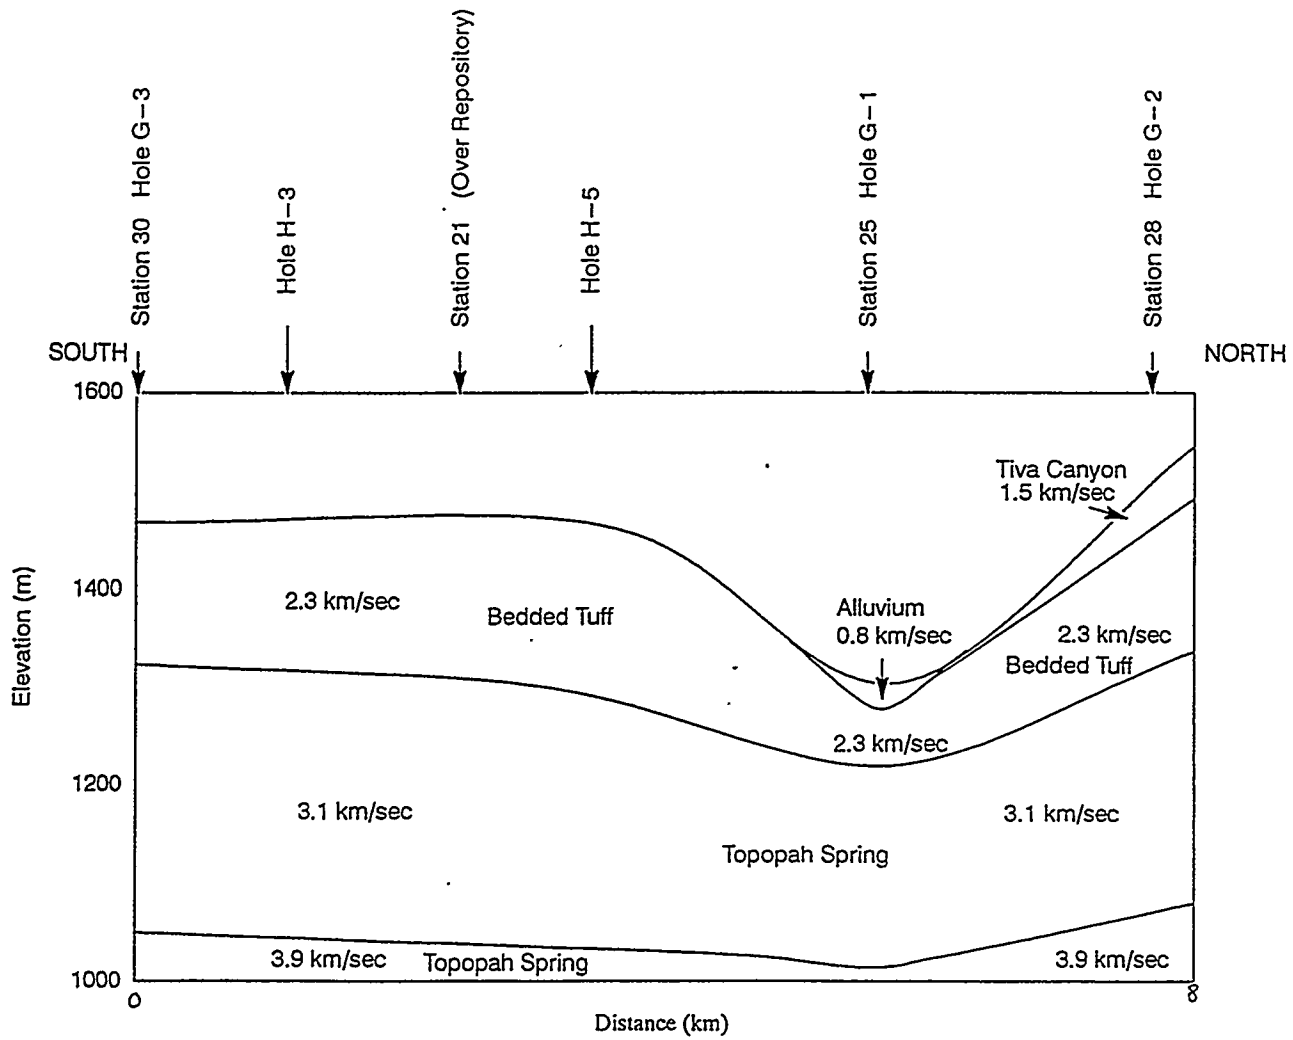 Station 30 Hole G-3
Hole H-3
Station 21 (Over Repository)
Hole H-5
Station 25 Hole G-1
Station 28 Hole G-2
SOUTH
NORTH
1600
1400
1200
1000
Elevation (m)
Tiva Canyon
1.5 km/sec
Alluvium
0.8 km/sec
2.3 km/sec
Bedded Tuff
2.3 km/sec
Bedded Tuff
2.3 km/sec
3.1 km/sec
3.1 km/sec
Topopah Spring
3.9 km/sec
Topopah Spring
3.9 km/sec
0
8
Distance (km)